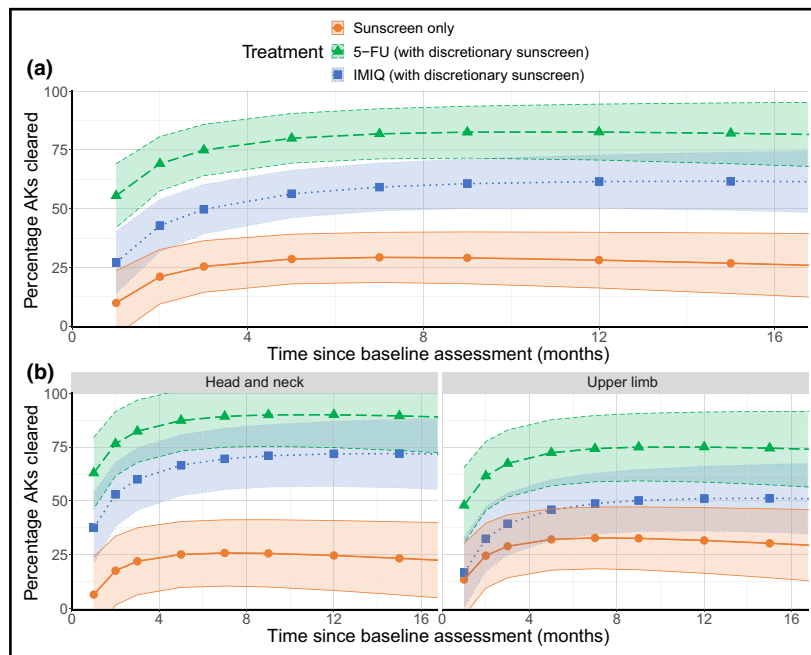 Sunscreen only
Treatment
5−FU (with discretionary sunscreen)
IMIQ (with discretionary sunscreen)
(a)
Percentage AKs cleared
100
75
50
25
0
0 4 8 12 16
Time since baseline assessment (months)
(b)
Head and neck Upper limb
Percentage AKs cleared
100
75
50
25
0
0 4 8 12 16 0 4 8 12 16
Time since baseline assessment (months)